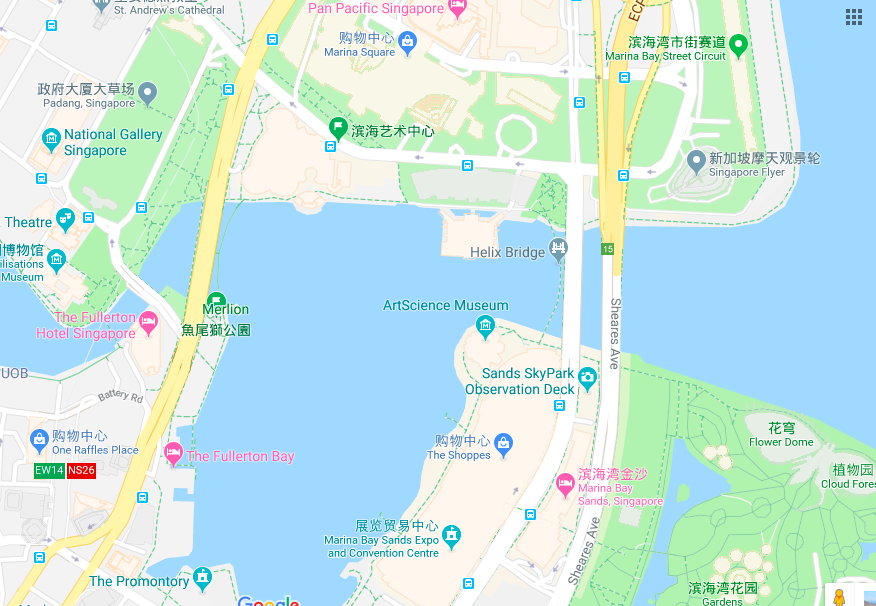 St. Andrew's Cathedral
Pan Pacific Singapore
购物中心
Marina Square
滨海湾市街赛道
Marina Bay Street Circuit
政府大厦大草场
Padang, Singapore
National Gallery
Singapore
滨海艺术中心
新加坡摩天观景轮
Singapore Flyer
Theatre
博物馆
ilisations
Museum
Helix Bridge
15
ArtScience Museum
Sheares Ave
Merlion
魚尾獅公園
The Fullerton
Hotel Singapore
UOB
Battery Rd
Sands SkyPark
Observation Deck
购物中心
One Raffles Place
EW14 NS26
The Fullerton Bay
购物中心
The Shoppes
花穹
Flower Dome
植物园
Cloud Fores
滨海湾金沙
Marina Bay
Sands, Singapore
展览贸易中心
Marina Bay Sands Expo
and Convention Centre
Sheares Ave
The Promontory
滨海湾花园
Gardens
Google